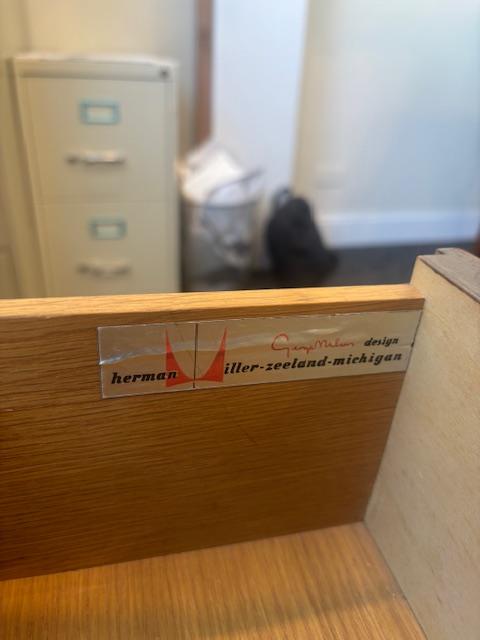 George Nelson design
herman miller-zeeland-michigan